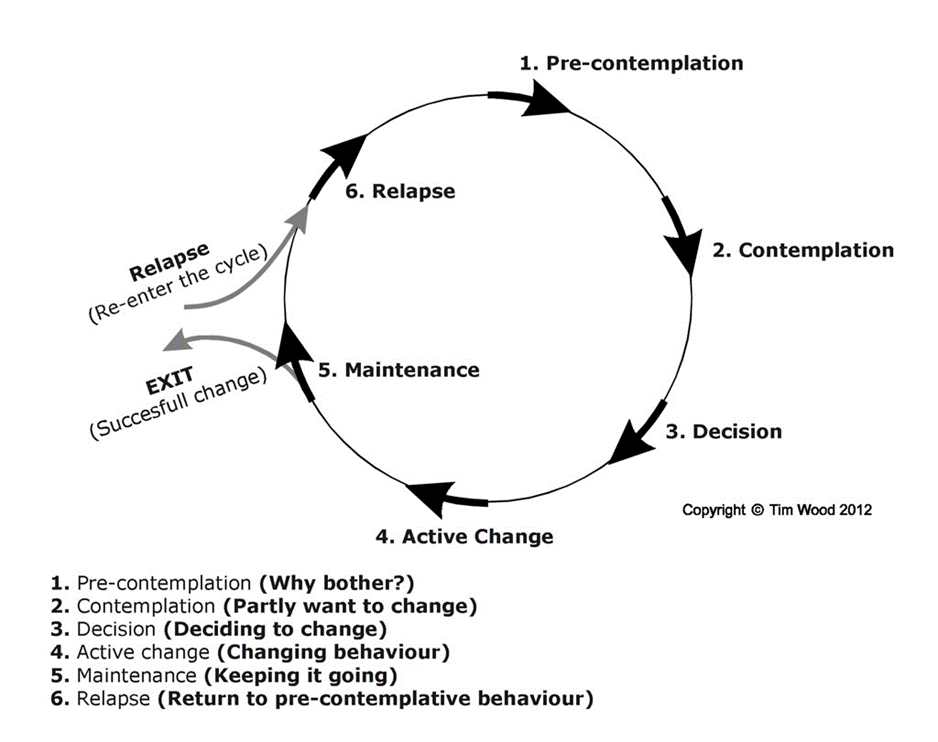 1. Pre-contemplation
6. Relapse
Relapse
(Re-enter the cycle)
2. Contemplation
5. Maintenance
EXIT
(Succesfull change)
3. Decision
Copyright © Tim Wood 2012
4. Active Change
1. Pre-contemplation (Why bother?)
2. Contemplation (Partly want to change)
3. Decision (Deciding to change)
4. Active change (Changing behaviour)
5. Maintenance (Keeping it going)
6. Relapse (Return to pre-contemplative behaviour)